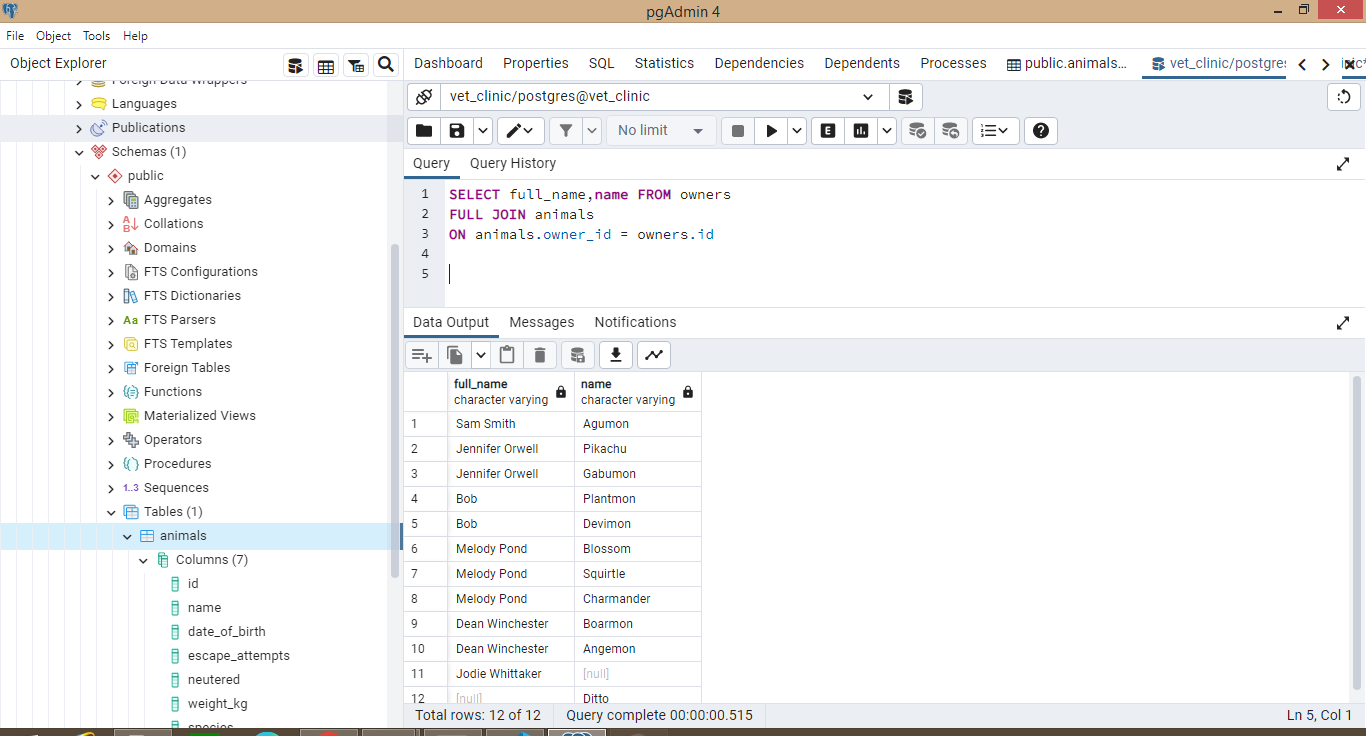 pgAdmin 4
File Object Tools Help
Object Explorer
Dashboard Properties SQL Statistics Dependencies Dependents Processes public.animals... vet_clinic/postgres
Foreign Data Wrappers
Languages
Publications
Schemas (1)
public
Aggregates
Collations
Domains
FTS Configurations
FTS Dictionaries
Aa FTS Parsers
FTS Templates
Foreign Tables
Functions
Materialized Views
Operators
Procedures
1..3 Sequences
Tables (1)
animals
Columns (7)
id
name
date_of_birth
escape_attempts
neutered
weight_kg
species
vet_clinic/postgres@vet_clinic
No limit
E
Query Query History
1 SELECT full_name,name FROM owners
2 FULL JOIN animals
3 ON animals.owner_id = owners.id
4
5
Data Output Messages Notifications
full_name name
character varying character varying
1 Sam Smith Agumon
2 Jennifer Orwell Pikachu
3 Jennifer Orwell Gabumon
4 Bob Plantmon
5 Bob Devimon
6 Melody Pond Blossom
7 Melody Pond Squirtle
8 Melody Pond Charmander
9 Dean Winchester Boarmon
10 Dean Winchester Angemon
11 Jodie Whittaker [null]
12 [null] Ditto
Total rows: 12 of 12 Query complete 00:00:00.515 Ln 5, Col 1